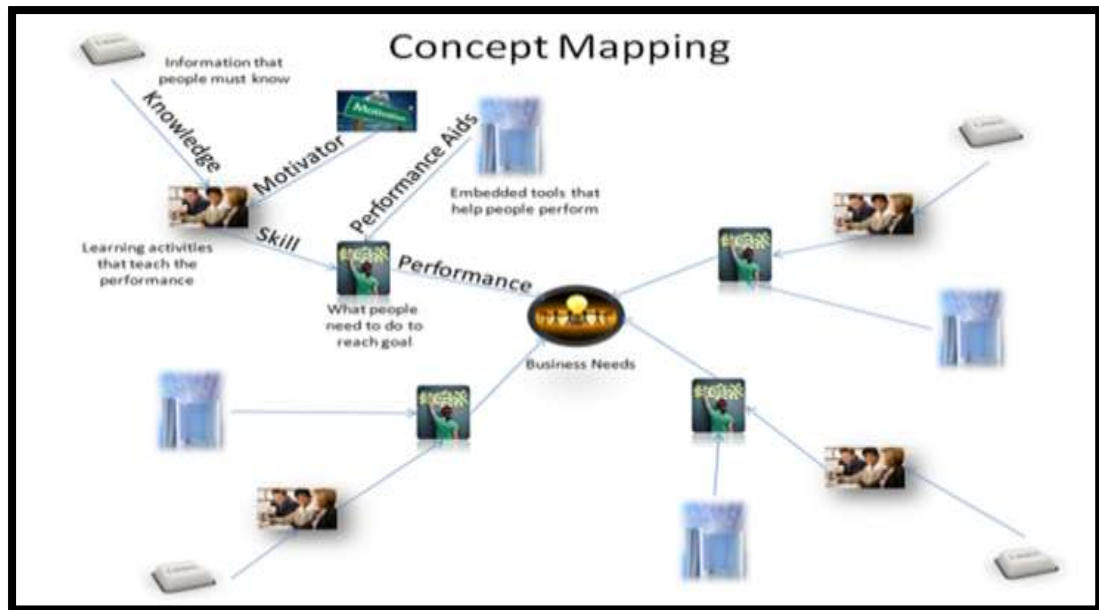 Concept Mapping
Information that
people must know
Knowledge
Motivator
Performance Aids
Embedded tools that
help people perform
Learning activities
that teach the
performance
Skill
Performance
What people
need to do to
reach goal
Business Needs